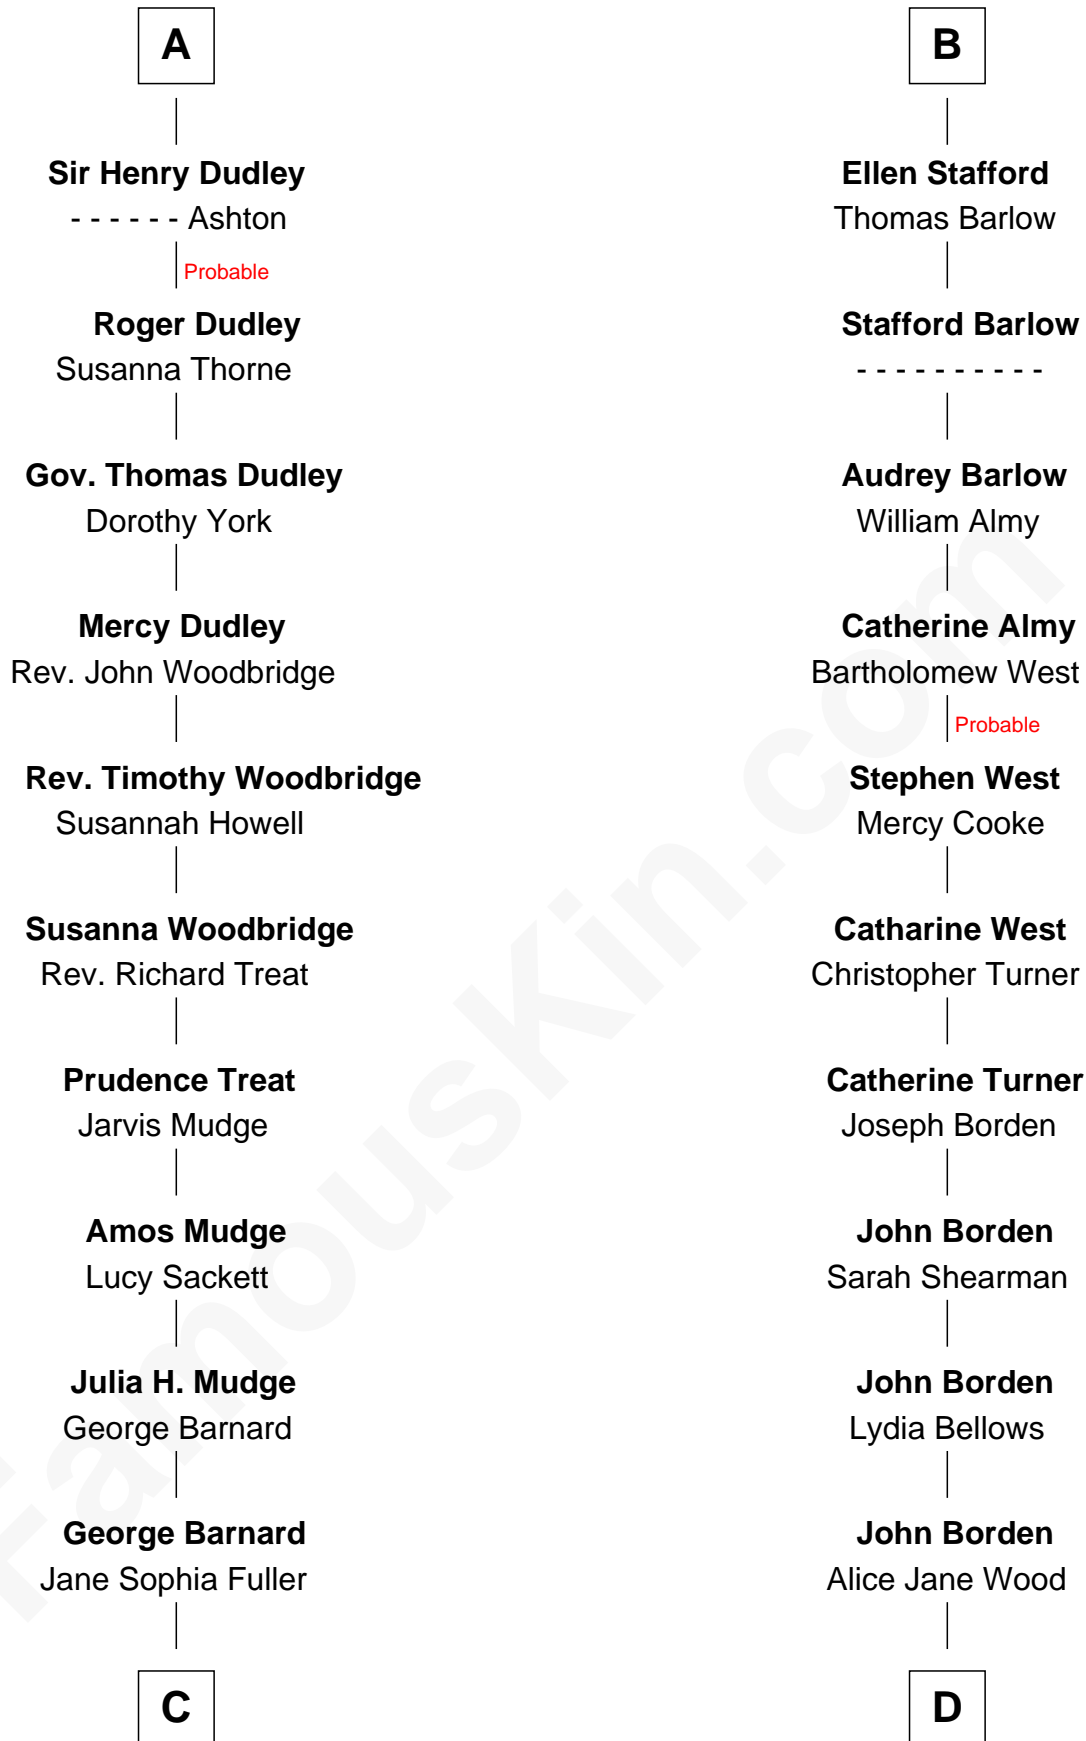 A
Sir Henry Dudley
- - - - - - Ashton
Probable
Roger Dudley
Susanna Thorne
Gov. Thomas Dudley
Dorothy York
Mercy Dudley
Rev. John Woodbridge
Rev. Timothy Woodbridge
Susannah Howell
Susanna Woodbridge
Rev. Richard Treat
Prudence Treat
Jarvis Mudge
Amos Mudge
Lucy Sackett
Julia H. Mudge
George Barnard
George Barnard
Jane Sophia Fuller
C
B
Ellen Stafford
Thomas Barlow
Stafford Barlow
- - - - - - - - - -
Audrey Barlow
William Almy
Catherine Almy
Bartholomew West
Probable
Stephen West
Mercy Cooke
Catharine West
Christopher Turner
Catherine Turner
Joseph Borden
John Borden
Sarah Shearman
John Borden
Lydia Bellows
John Borden
Alice Jane Wood
D
FamousKin.com